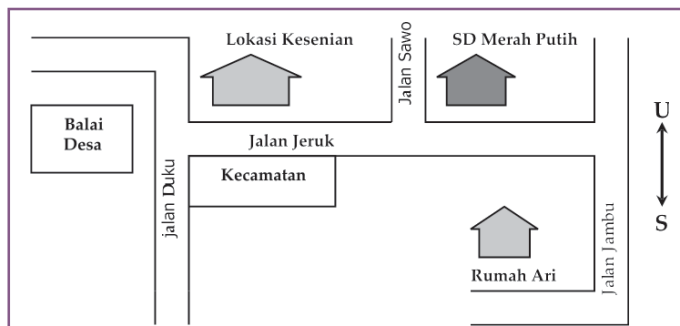 Lokasi Kesenian
Jalan Sawo
SD Merah Putih
Balai
Desa
Jalan Jeruk
U
Kecamatan
jalan Duku
S
Jalan Jambu
Rumah Ari